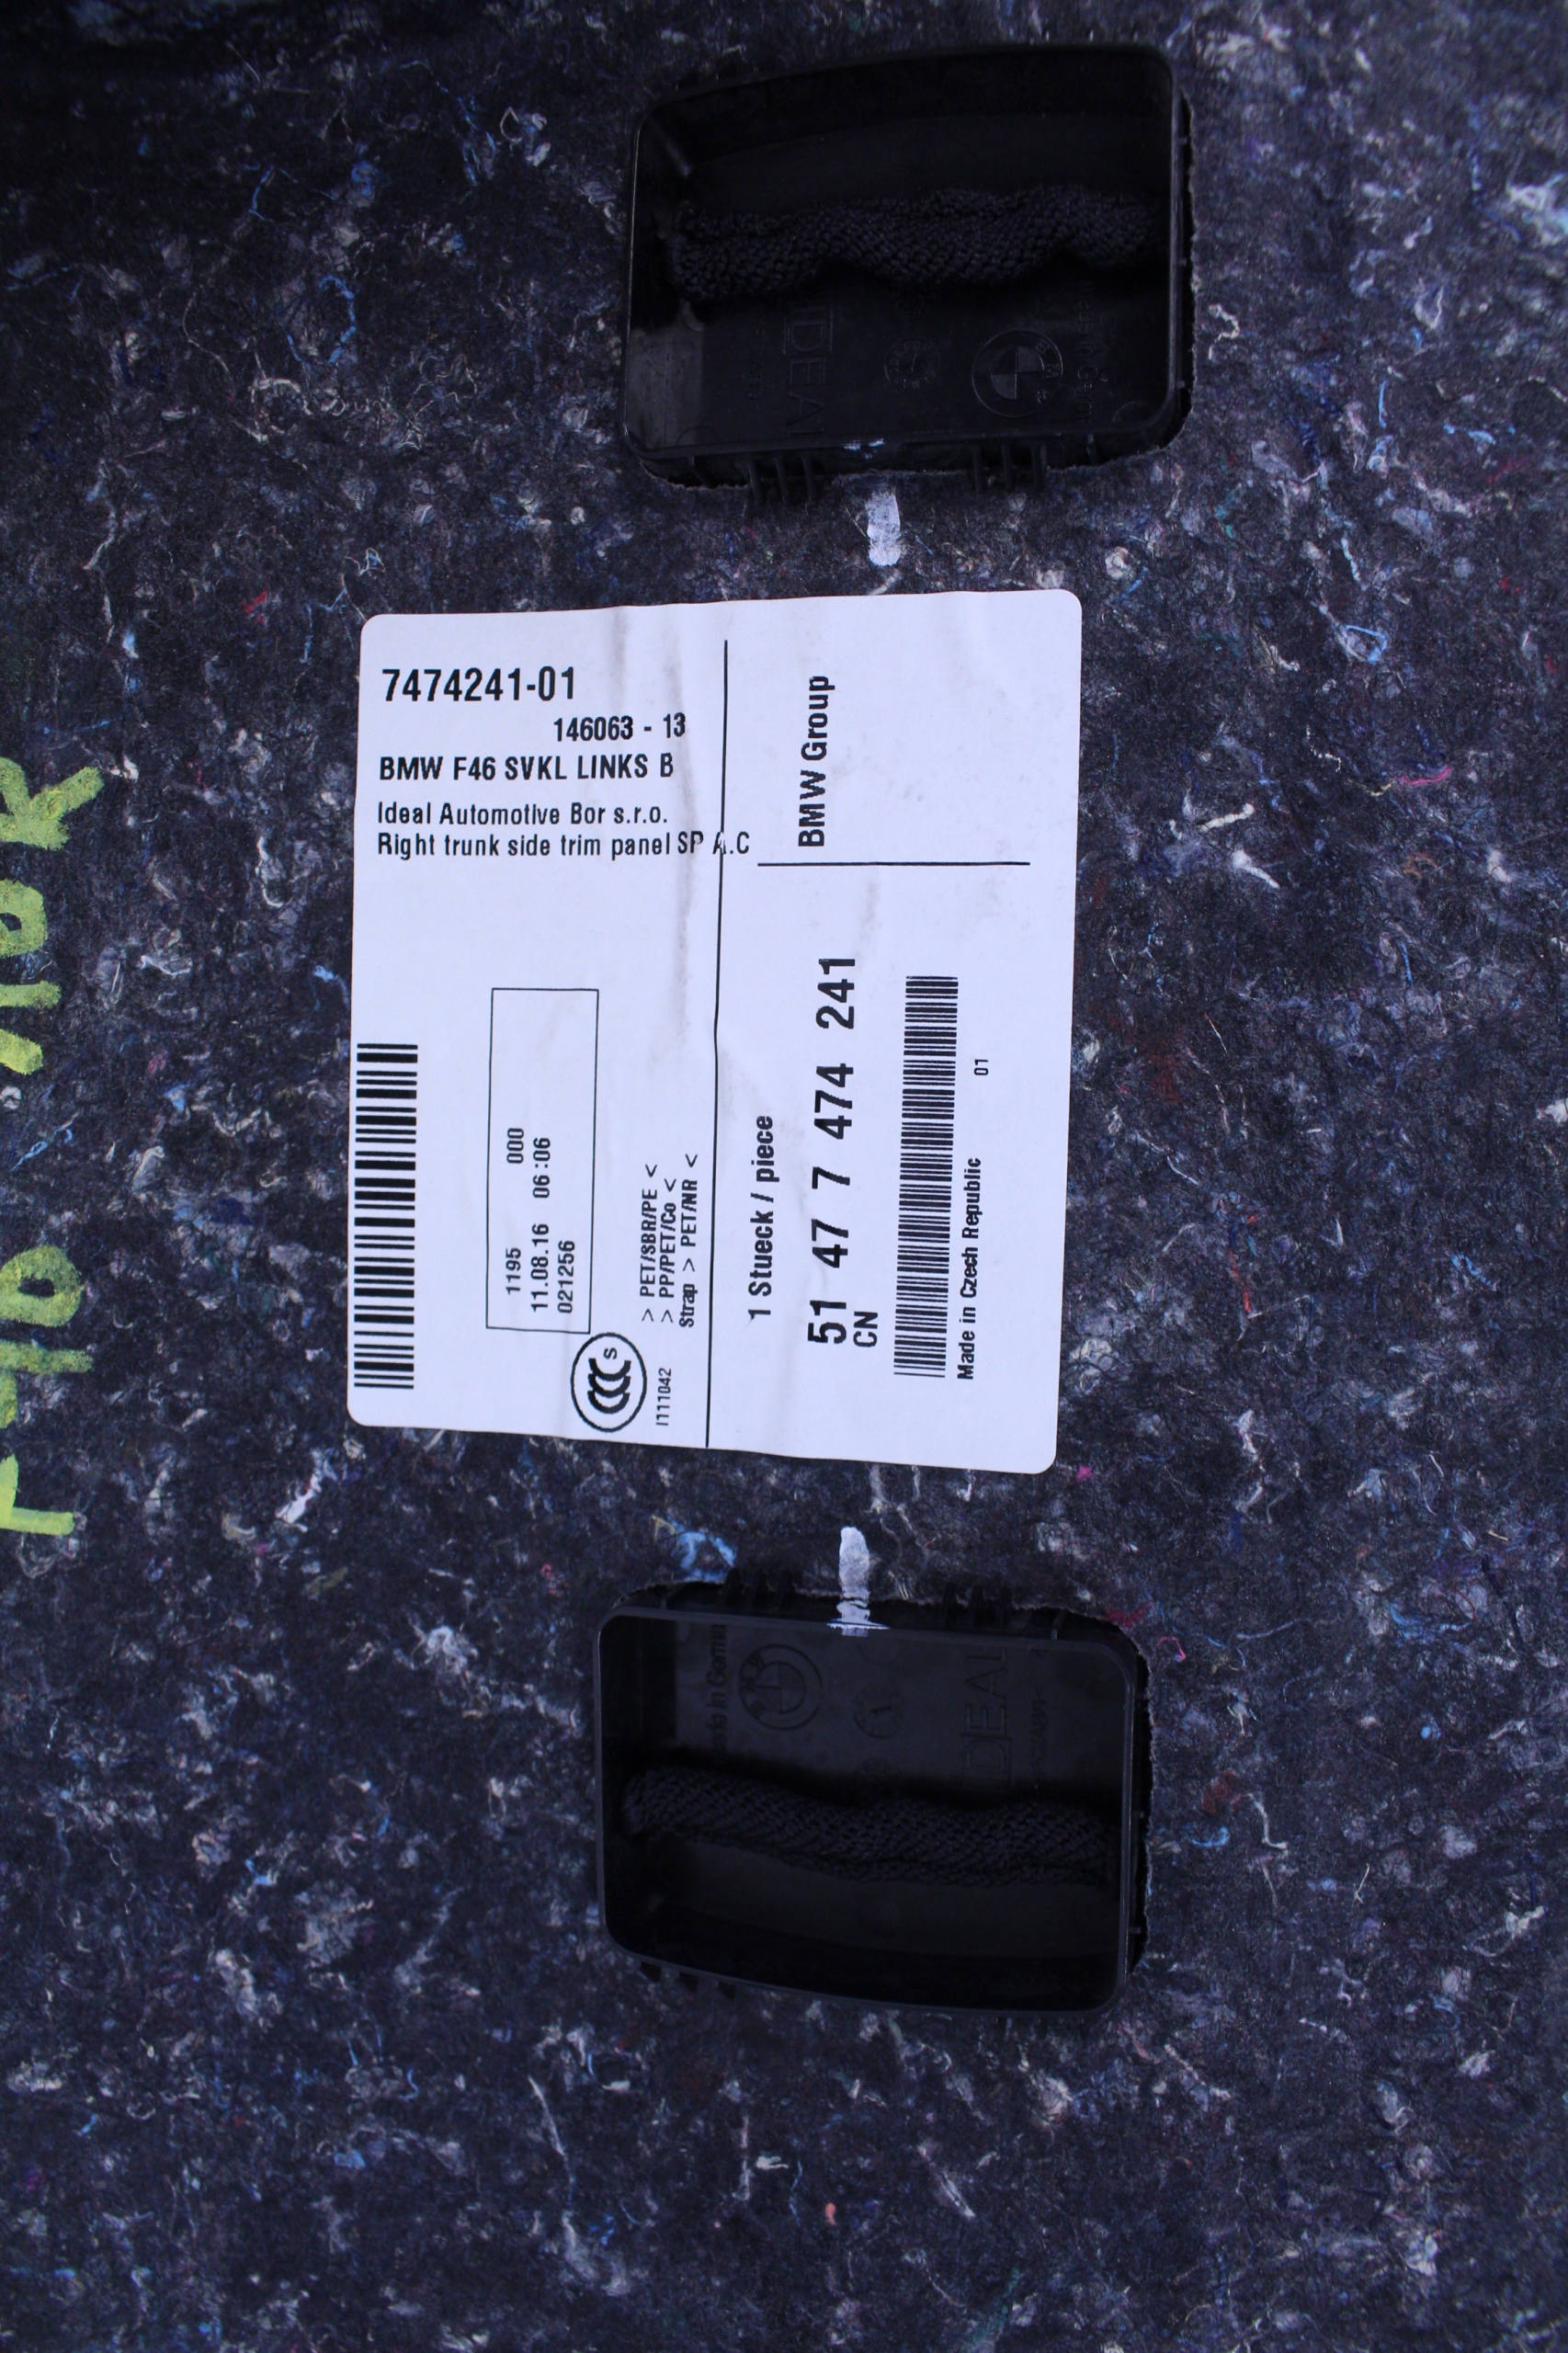 7474241-01
146063 - 13
BMW F46 SVKL LINKS B
Ideal Automotive Bor s.r.o.
Right trunk side trim panel SP A.C
1195 000
11.08.16 06:06
021256
> PET/SBR/PE <
> PP/PET/Co <
Strap > PET/NR <
S
I111042
BMW Group
1 Stueck / piece
51 47 7 474 241
CN
01
Made in Czech Republic
IDEAL
IDEAL